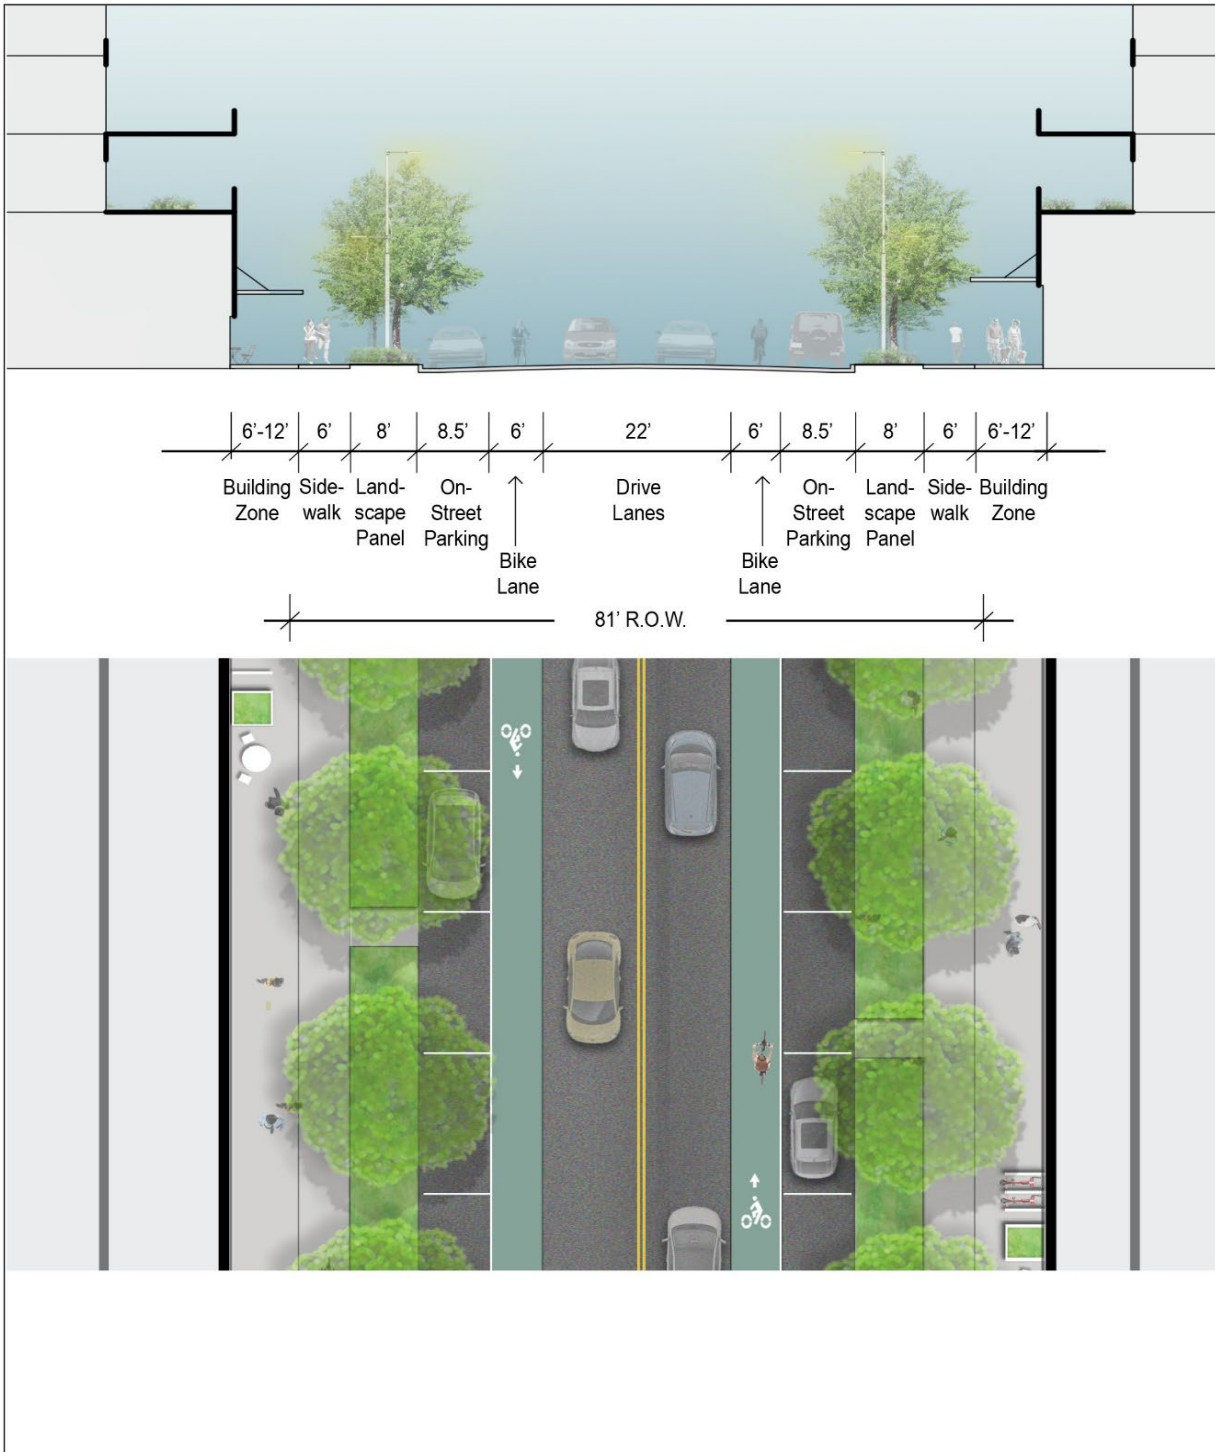 6’-12’ 6’ 8’ 8.5’ 6’ 22’ 6’ 8.5’ 8’ 6’ 6’-12’
Building Zone
Side-walk
Land-scape Panel
On-Street Parking
Bike Lane
Drive Lanes
Bike Lane
On-Street Parking
Land-scape Panel
Side-walk
Building Zone
81’ R.O.W.